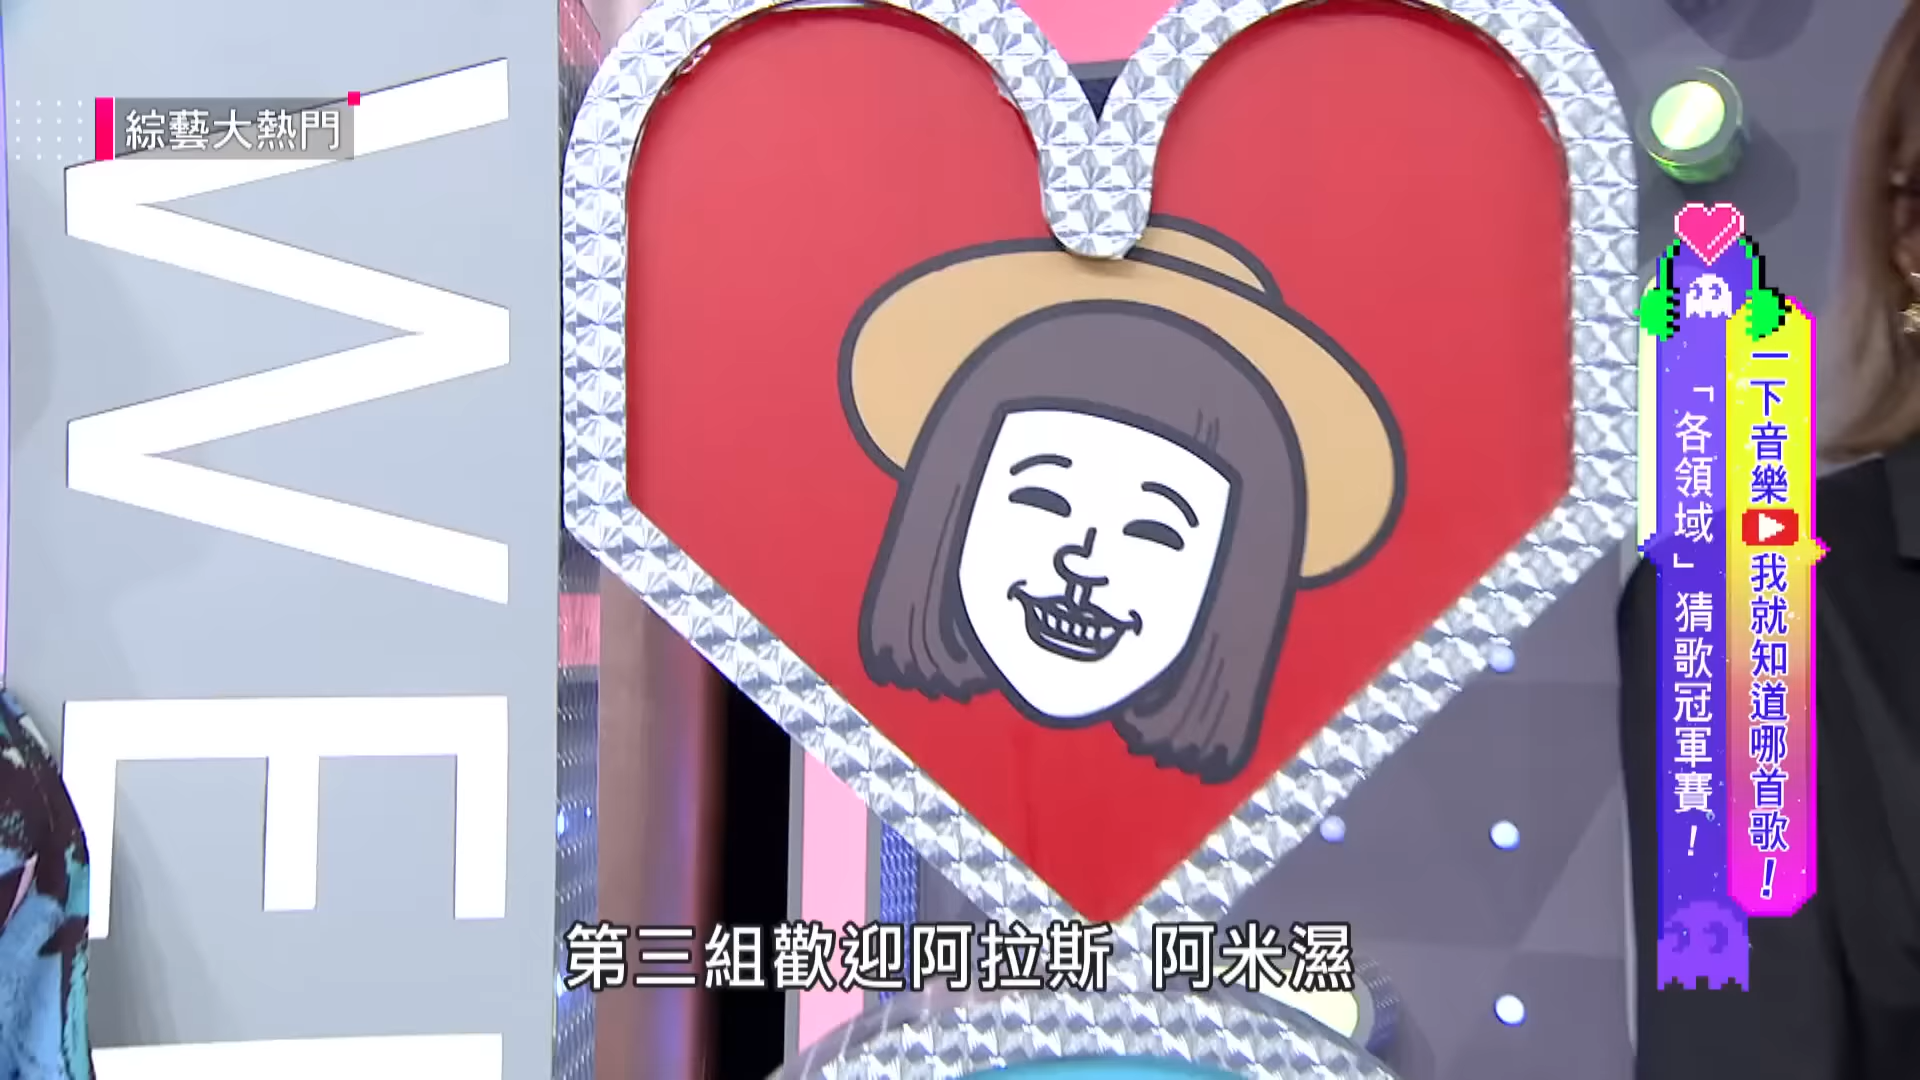 綜藝大熱門
一下音樂我就知道哪首歌!
「各領域」猜歌冠軍賽!
第三組歡迎阿拉斯 阿米濕